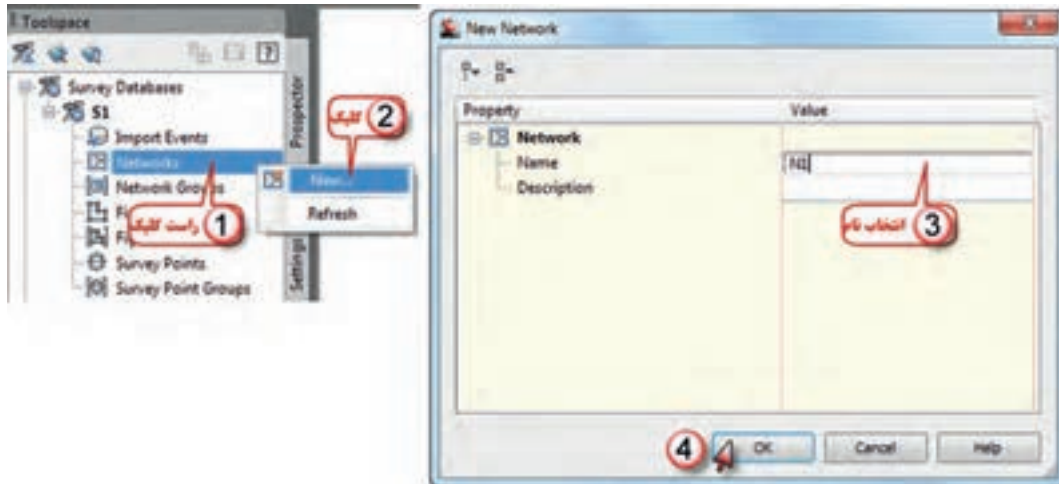 Toolspace
Survey Databases
S1
Import Events
Networks
Network Groups
Fi
Fi
Survey Points
Survey Point Groups
Prospector
Settings
1 راست کلیک
2 کلیک
New...
Refresh
New Network
Property Value
Network
Name N1
Description
3 انتخاب نام
4
OK Cancel Help